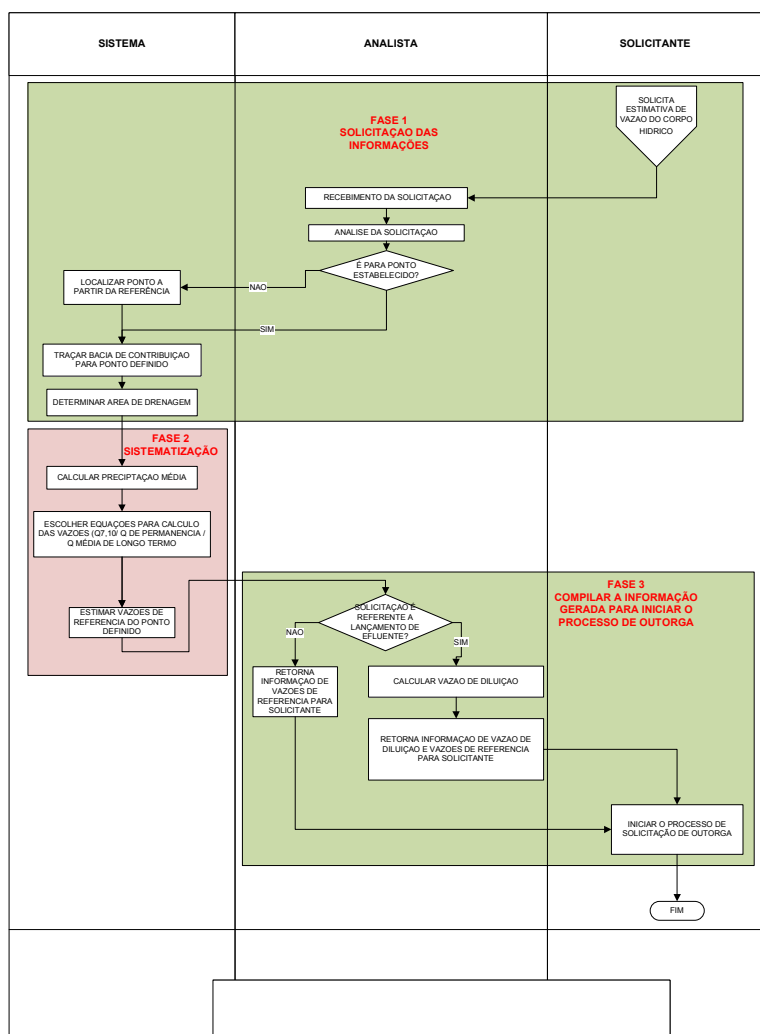 SISTEMA
ANALISTA
SOLICITANTE
FASE 1
SOLICITAÇAO DAS
INFORMAÇÕES
SOLICITA
ESTIMATIVA DE
VAZAO DO CORPO
HIDRICO
RECEBIMENTO DA SOLICITAÇAO
ANALISE DA SOLICITAÇAO
É PARA PONTO
ESTABELECIDO?
NAO
LOCALIZAR PONTO A
PARTIR DA REFERÊNCIA
SIM
TRAÇAR BACIA DE CONTRIBUIÇAO
PARA PONTO DEFINIDO
DETERMINAR AREA DE DRENAGEM
FASE 2
SISTEMATIZAÇÃO
CALCULAR PRECIPTAÇAO MÉDIA
ESCOLHER EQUAÇOES PARA CALCULO
DAS VAZOES (Q7,10/ Q DE PERMANENCIA /
Q MÉDIA DE LONGO TERMO
ESTIMAR VAZOES DE
REFERENCIA DO PONTO
DEFINIDO
FASE 3
COMPILAR A INFORMAÇÃO
GERADA PARA INICIAR O
PROCESSO DE OUTORGA
SOLICITAÇAO É
REFERENTE A
LANÇAMENTO DE
EFLUENTE?
NAO
SIM
RETORNA
INFORMAÇAO DE
VAZOES DE
REFERENCIA PARA
SOLICITANTE
CALCULAR VAZAO DE DILUIÇAO
RETORNA INFORMAÇAO DE VAZAO DE
DILUIÇAO E VAZOES DE REFERENCIA
PARA SOLICITANTE
INICIAR O PROCESSO DE
SOLICITAÇÃO DE OUTORGA
FIM